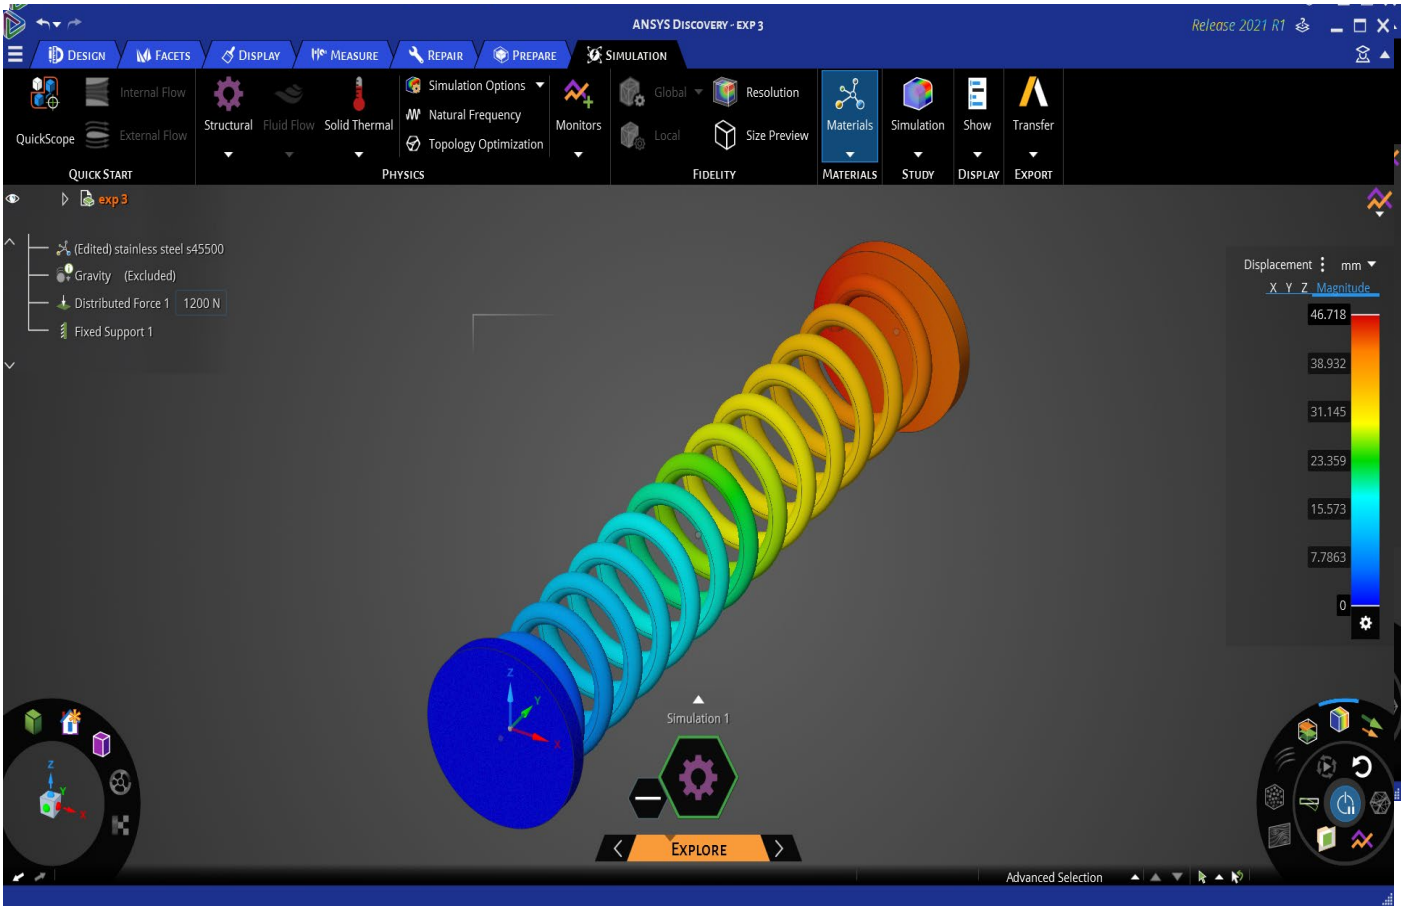 ANSYS DISCOVERY - EXP 3
Release 2021 R1
DESIGN FACETS DISPLAY MEASURE REPAIR PREPARE SIMULATION
QuickScope
Internal Flow
External Flow
Structural
Fluid Flow
Solid Thermal
Simulation Options
Natural Frequency
Topology Optimization
Monitors
Global
Local
Resolution
Size Preview
Materials
Simulation
Show
Transfer
QUICK START PHYSICS FIDELITY MATERIALS STUDY DISPLAY EXPORT
exp 3
(Edited) stainless steel s45500
Gravity (Excluded)
Distributed Force 1 1200 N
Fixed Support 1
Displacement mm
X Y Z Magnitude
46.718
38.932
31.145
23.359
15.573
7.7863
0
Z
Y
X
Simulation 1
Z
Y
X
EXPLORE
Advanced Selection